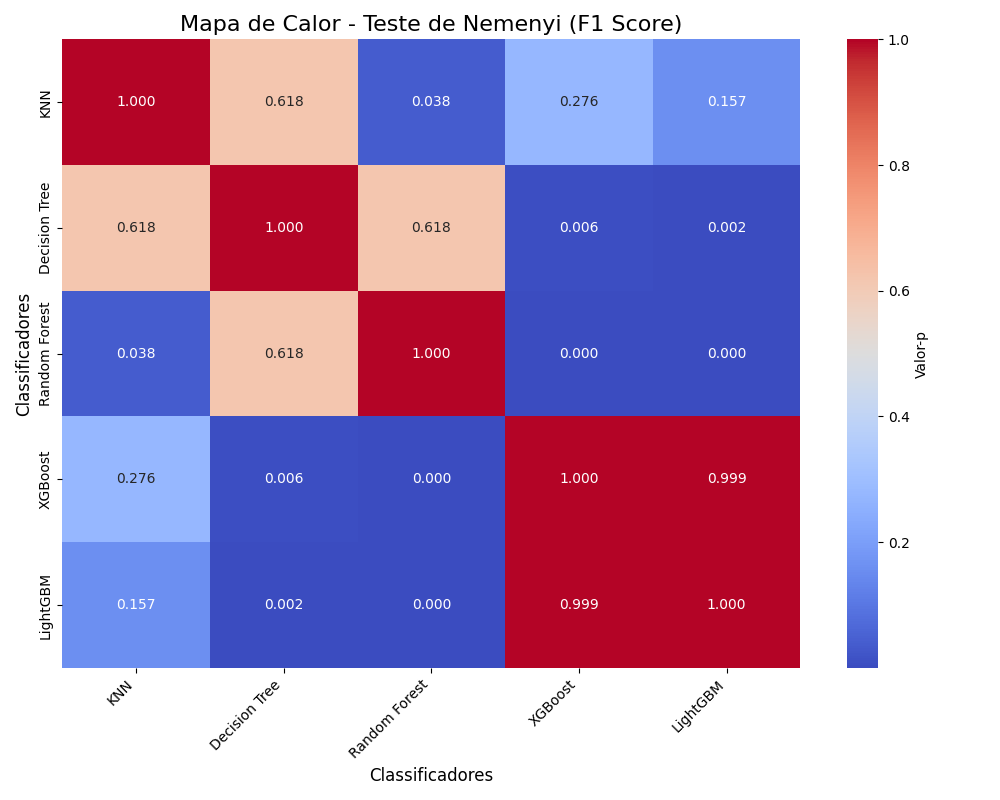 Mapa de Calor - Teste de Nemenyi (F1 Score)
Classificadores
KNN
1.000 0.618 0.038 0.276 0.157
Decision Tree
0.618 1.000 0.618 0.006 0.002
Random Forest
0.038 0.618 1.000 0.000 0.000
XGBoost
0.276 0.006 0.000 1.000 0.999
LightGBM
0.157 0.002 0.000 0.999 1.000
KNN
Decision Tree
Random Forest
XGBoost
LightGBM
Classificadores
1.0
0.8
0.6
0.4
0.2
Valor-p